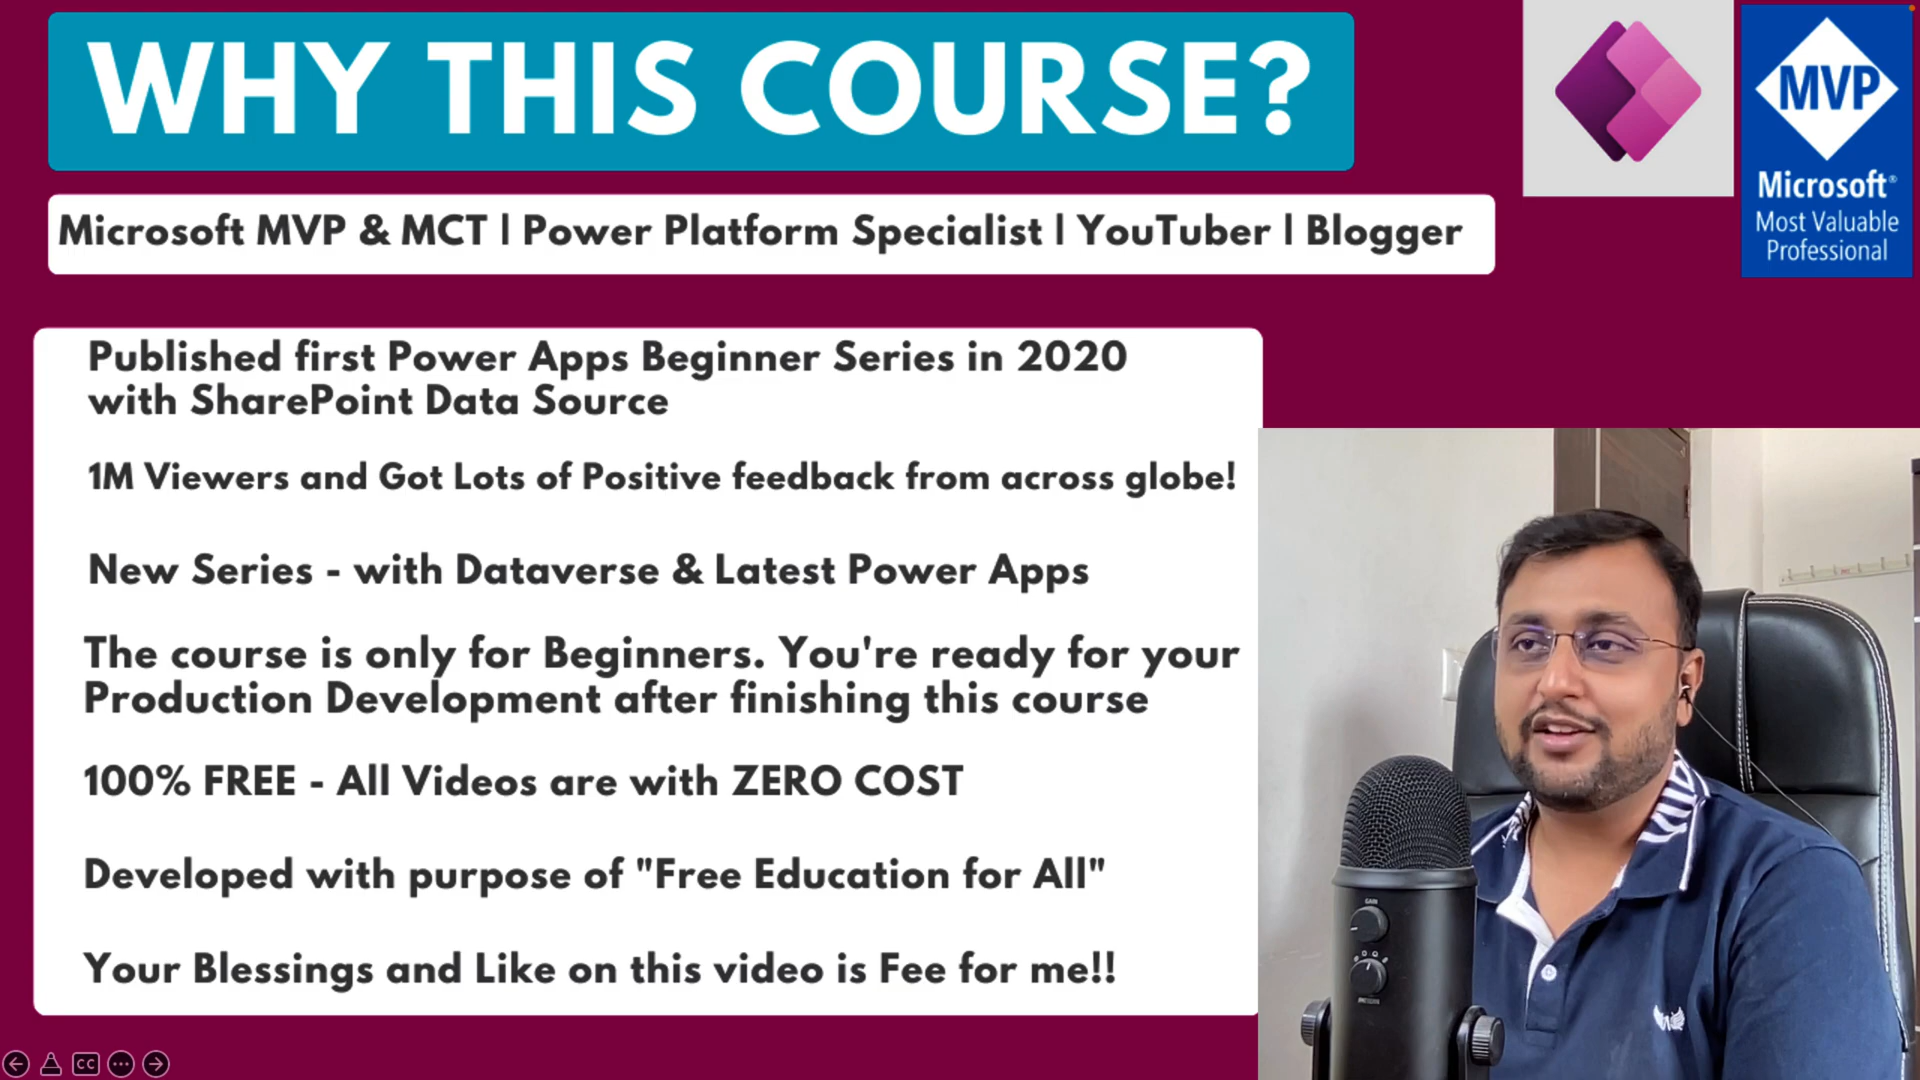 WHY THIS COURSE?
MVP
Microsoft®
Most Valuable
Professional
Microsoft MVP & MCT | Power Platform Specialist | YouTuber | Blogger
Published first Power Apps Beginner Series in 2020
with SharePoint Data Source
1M Viewers and Got Lots of Positive feedback from across globe!
New Series - with Dataverse & Latest Power Apps
The course is only for Beginners. You're ready for your
Production Development after finishing this course
100% FREE - All Videos are with ZERO COST
Developed with purpose of "Free Education for All"
Your Blessings and Like on this video is Fee for me!!
GAIN
CC